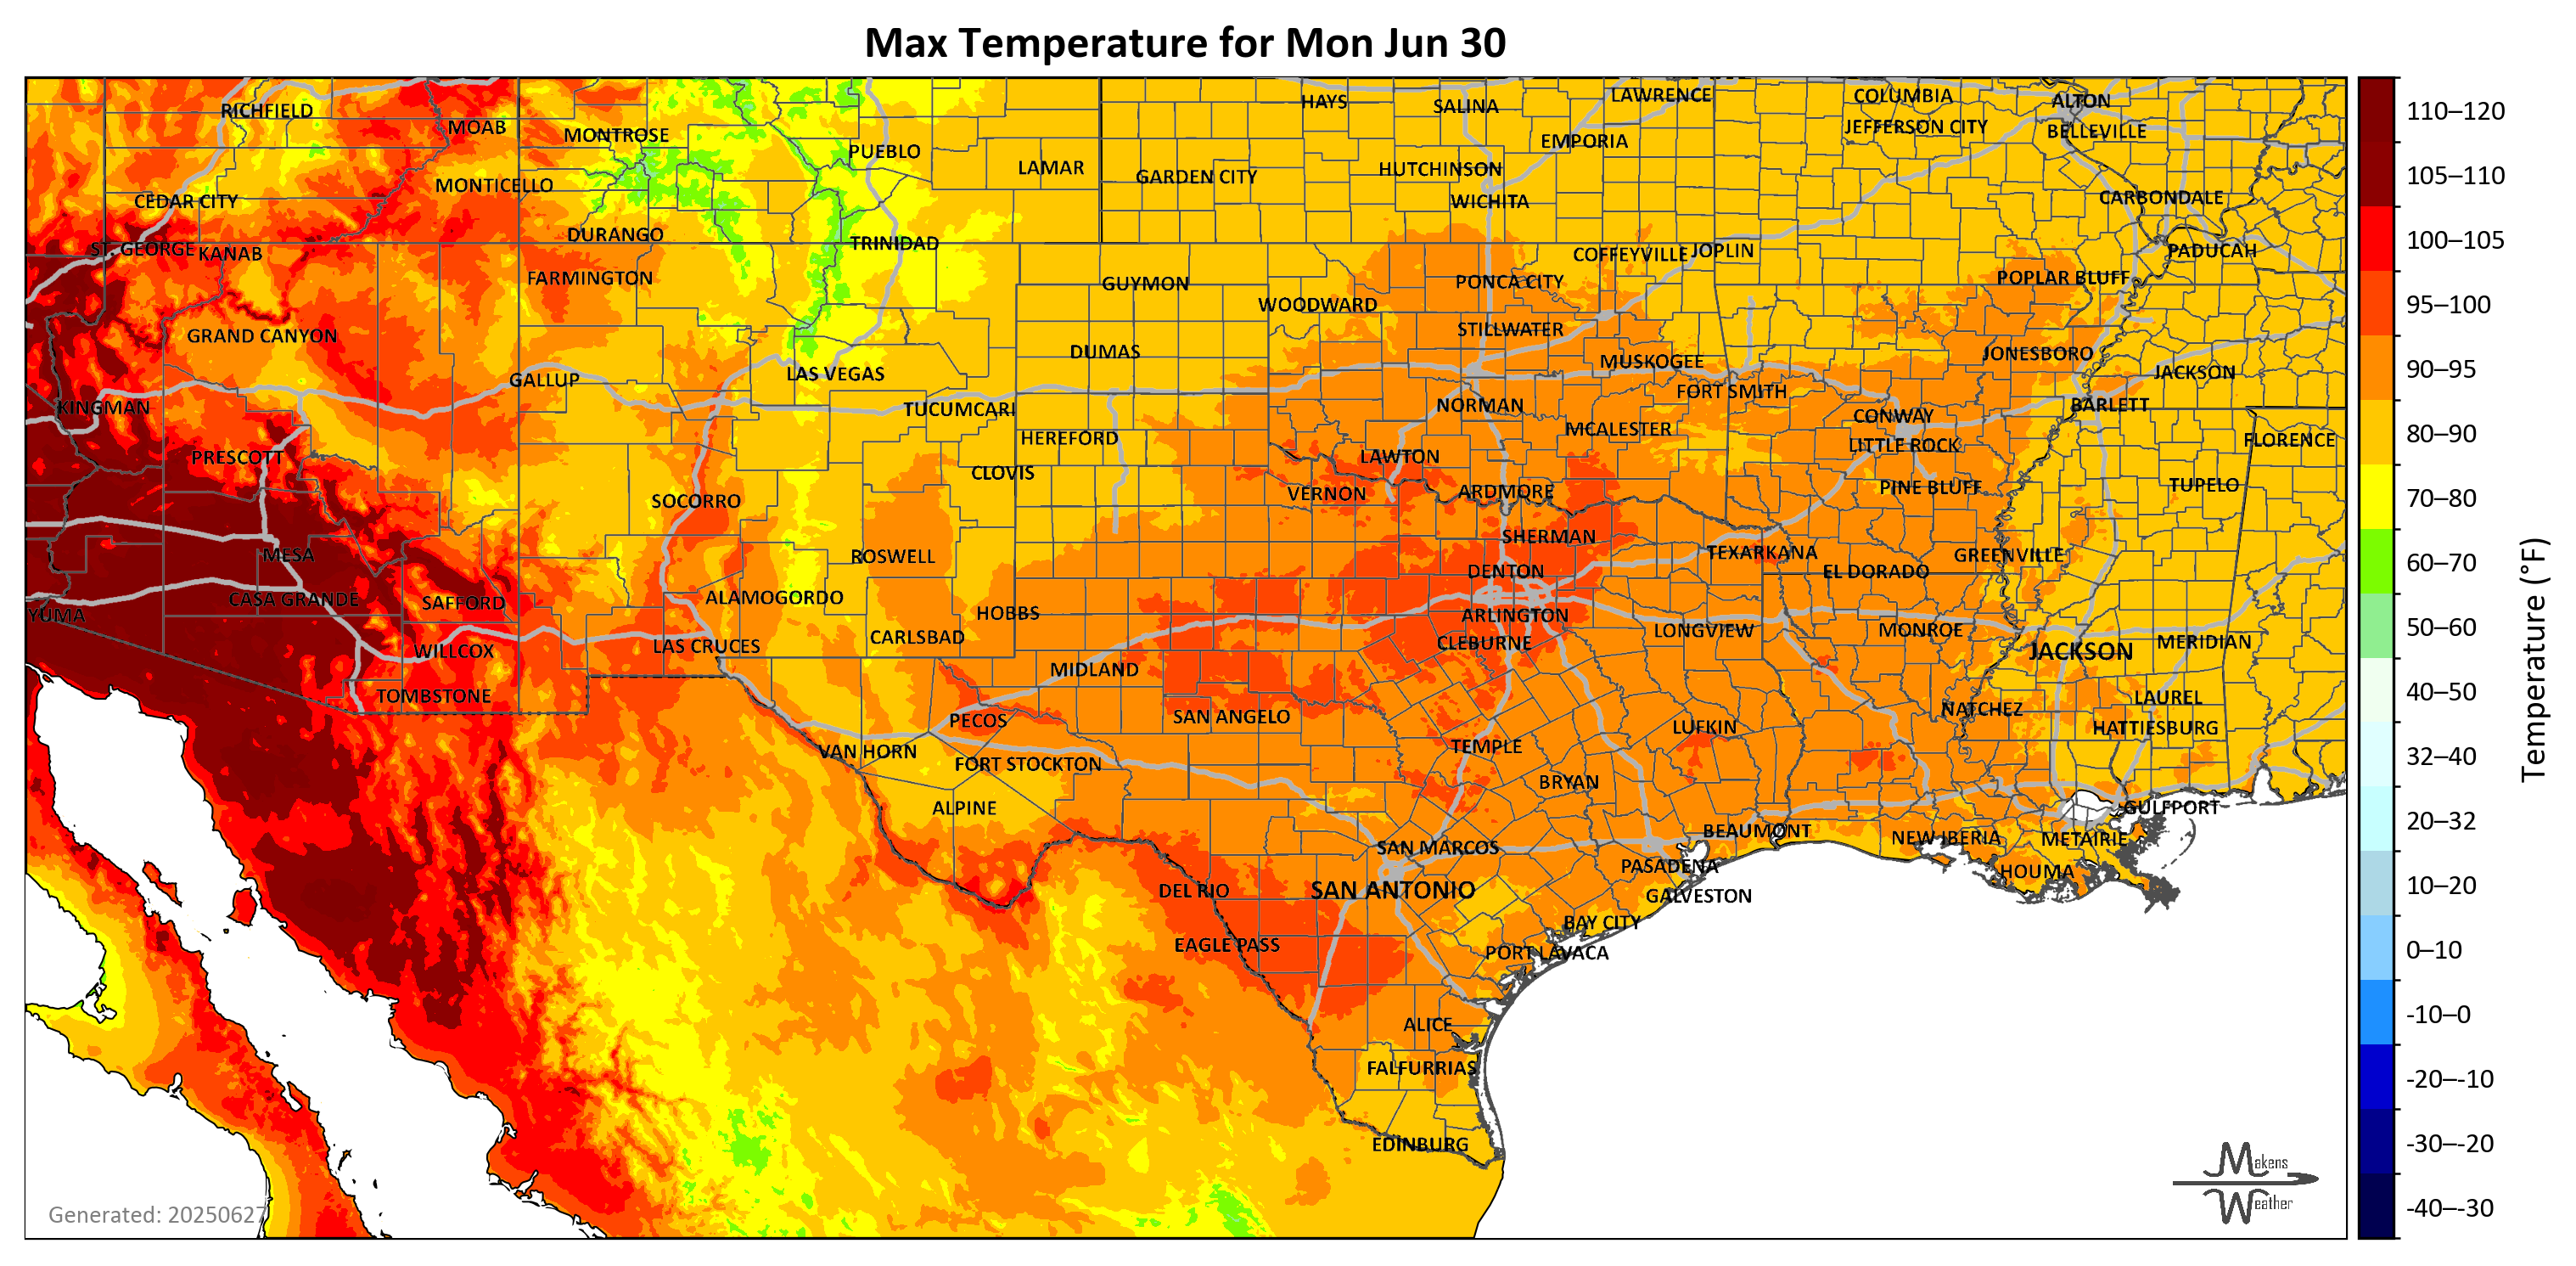 Max Temperature for Mon Jun 30
RICHFIELD
MOAB
MONTROSE
PUEBLO
LAMAR
HAYS
SALINA
LAWRENCE
COLUMBIA
ALTON
EMPORIA
JEFFERSON CITY
BELLEVILLE
GARDEN CITY
HUTCHINSON
MONTICELLO
CEDAR CITY
WICHITA
CARBONDALE
DURANGO
TRINIDAD
ST. GEORGE
KANAB
COFFEYVILLE
JOPLIN
PADUCAH
FARMINGTON
GUYMON
PONCA CITY
POPLAR BLUFF
WOODWARD
GRAND CANYON
STILLWATER
DUMAS
MUSKOGEE
JONESBORO
GALLUP
LAS VEGAS
JACKSON
FORT SMITH
KINGMAN
TUCUMCARI
NORMAN
CONWAY
BARLETT
HEREFORD
MCALESTER
LITTLE ROCK
FLORENCE
PRESCOTT
CLOVIS
LAWTON
SOCORRO
VERNON
ARDMORE
PINE BLUFF
TUPELO
MESA
ROSWELL
SHERMAN
TEXARKANA
GREENVILLE
DENTON
EL DORADO
CASA GRANDE
SAFFORD
ALAMOGORDO
HOBBS
YUMA
ARLINGTON
LAS CRUCES
CARLSBAD
CLEBURNE
LONGVIEW
MONROE
JACKSON
MERIDIAN
WILLCOX
MIDLAND
TOMBSTONE
PECOS
SAN ANGELO
NATCHEZ
LAUREL
LUFKIN
HATTIESBURG
VAN HORN
FORT STOCKTON
TEMPLE
BRYAN
ALPINE
GULFPORT
SAN MARCOS
BEAUMONT
NEW IBERIA
METAIRIE
PASADENA
HOUMA
DEL RIO
SAN ANTONIO
GALVESTON
EAGLE PASS
BAY CITY
PORT LAVACA
ALICE
FALFURRIAS
EDINBURG
Generated: 20250627
Makens
Weather
110–120
105–110
100–105
95–100
90–95
80–90
70–80
60–70
50–60
40–50
32–40
20–32
10–20
0–10
-10–0
-20–-10
-30–-20
-40–-30
Temperature (°F)